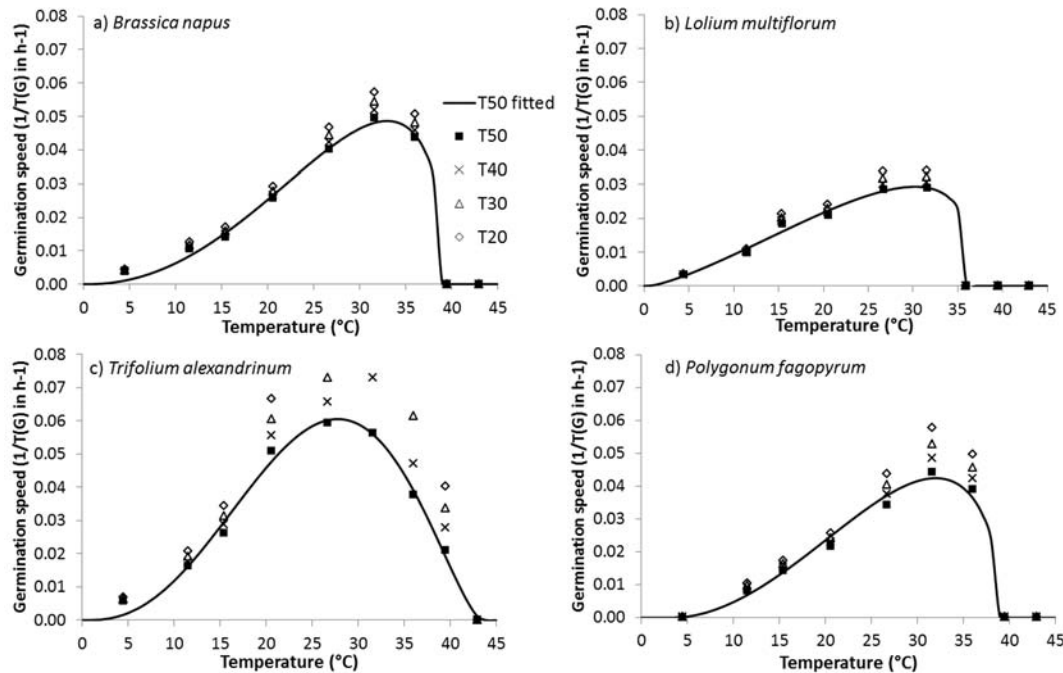 a) Brassica napus
Germination speed (1/T(G) in h-1)
0.08
0.07
0.06
0.05
0.04
0.03
0.02
0.01
0.00
0 5 10 15 20 25 30 35 40 45
Temperature (°C)
T50 fitted
T50
T40
T30
T20
b) Lolium multiflorum
Germination speed (1/T(G) in h-1)
0.08
0.07
0.06
0.05
0.04
0.03
0.02
0.01
0.00
0 5 10 15 20 25 30 35 40 45
Temperature (°C)
c) Trifolium alexandrinum
Germination speed (1/T(G) in h-1)
0.08
0.07
0.06
0.05
0.04
0.03
0.02
0.01
0.00
0 5 10 15 20 25 30 35 40 45
Temperature (°C)
d) Polygonum fagopyrum
Germination speed (1/T(G) in h-1)
0.08
0.07
0.06
0.05
0.04
0.03
0.02
0.01
0.00
0 5 10 15 20 25 30 35 40 45
Temperature (°C)